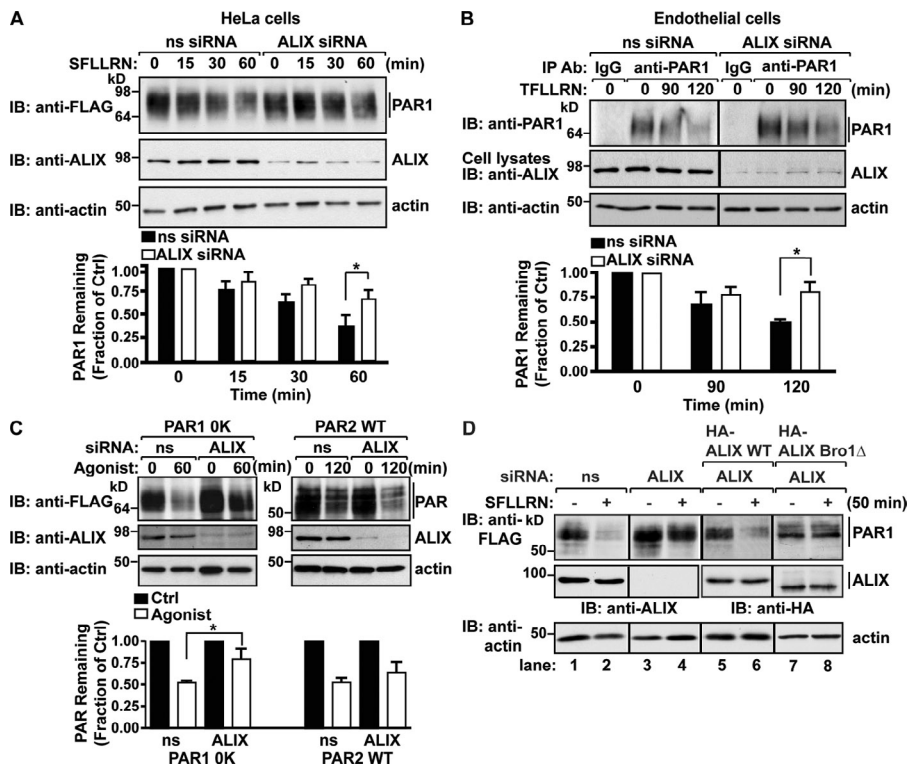 A
HeLa cells
ns siRNA ALIX siRNA
SFLLRN: 0 15 30 60 0 15 30 60 (min)
kD
IB: anti-FLAG 98 64 PAR1
IB: anti-ALIX 98 ALIX
IB: anti-actin 50 actin
ns siRNA
ALIX siRNA
PAR1 Remaining
(Fraction of Ctrl)
1.00
0.75
0.50
0.25
0.00
*
0 15 30 60
Time (min)
B
Endothelial cells
ns siRNA ALIX siRNA
IP Ab: IgG anti-PAR1 IgG anti-PAR1
TFLLRN: 0 0 90 120 0 0 90 120 (min)
kD
IB: anti-PAR1 64 PAR1
Cell lysates
IB: anti-ALIX 98 ALIX
IB: anti-actin 50 actin
ns siRNA
ALIX siRNA
PAR1 Remaining
(Fraction of Ctrl)
1.00
0.75
0.50
0.25
0.00
*
0 90 120
Time (min)
C
PAR1 0K PAR2 WT
siRNA: ns ALIX ns ALIX
Agonist: 0 60 0 60 (min) 0 120 0 120 (min)
kD kD
IB: anti-FLAG 64 50 PAR
IB: anti-ALIX 98 98 ALIX
IB: anti-actin 50 50 actin
Ctrl
Agonist
PAR Remaining
(Fraction of Ctrl)
1.00
0.75
0.50
0.25
0.00
*
ns ALIX ns ALIX
PAR1 0K PAR2 WT
D
HA- HA-
ALIX WT ALIX Bro1Δ
siRNA: ns ALIX ALIX ALIX
SFLLRN: - + - + - + - + (50 min)
IB: anti- kD
FLAG PAR1
50
100 ALIX
IB: anti-ALIX IB: anti-HA
IB: anti-
actin 50 actin
lane: 1 2 3 4 5 6 7 8